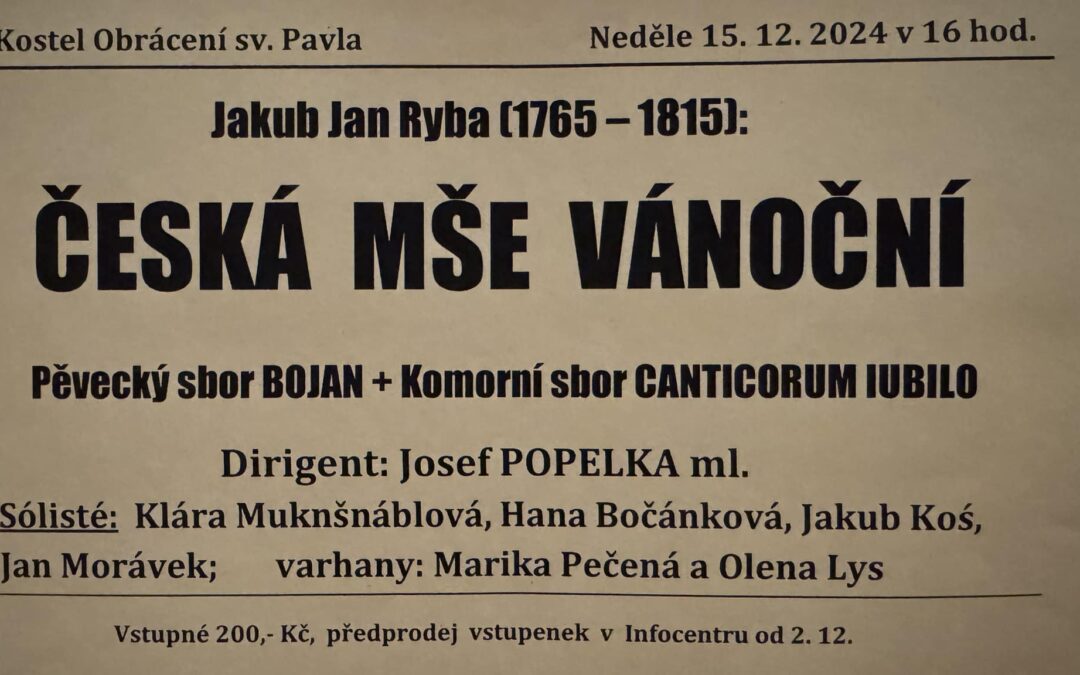 Kostel Obrácení sv. Pavla Neděle 15. 12. 2024 v 16 hod.
Jakub Jan Ryba (1765 – 1815):
ČESKÁ MŠE VÁNOČNÍ
Pěvecký sbor BOJAN + Komorní sbor CANTICORUM IUBILO
Dirigent: Josef POPELKA ml.
Sólisté: Klára Muknšnáblová, Hana Bočánková, Jakub Koś,
Jan Morávek; varhany: Marika Pečená a Olena Lys
Vstupné 200,- Kč, předprodej vstupenek v Infocentru od 2. 12.